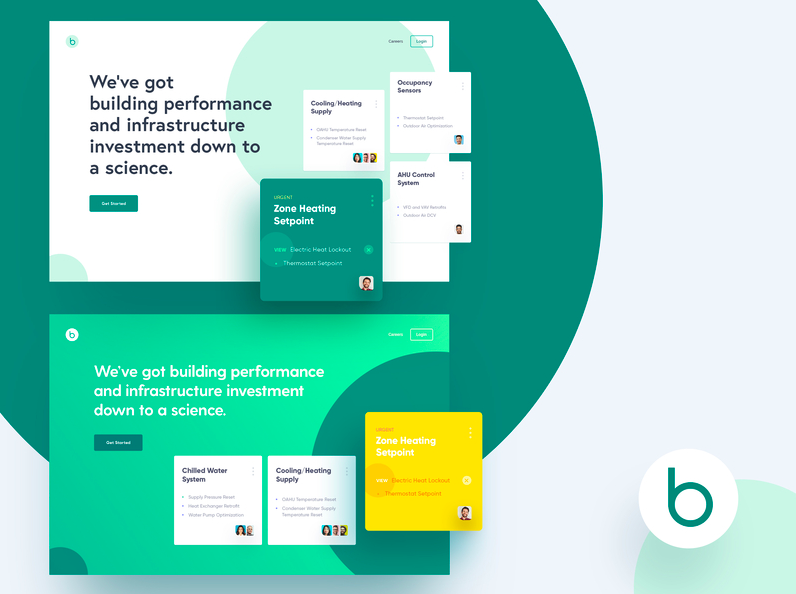 b
Careers
Login
We've got
building performance
and infrastructure
investment down to
a science.
Get Started
Cooling/Heating
Supply
OAHU Temperature Reset
Condenser Water Supply
Temperature Reset
Occupancy
Sensors
Thermostat Setpoint
Outdoor Air Optimization
AHU Control
System
VFD and VAV Retrofits
Outdoor Air DCV
URGENT
Zone Heating
Setpoint
VIEW Electric Heat Lockout
Thermostat Setpoint
b
Careers
Login
We've got building performance
and infrastructure investment
down to a science.
Get Started
Chilled Water
System
Supply Pressure Reset
Heat Exchanger Retrofit
Water Pump Optimization
Cooling/Heating
Supply
OAHU Temperature Reset
Condenser Water Supply
Temperature Reset
URGENT
Zone Heating
Setpoint
VIEW Electric Heat Lockout
Thermostat Setpoint
b